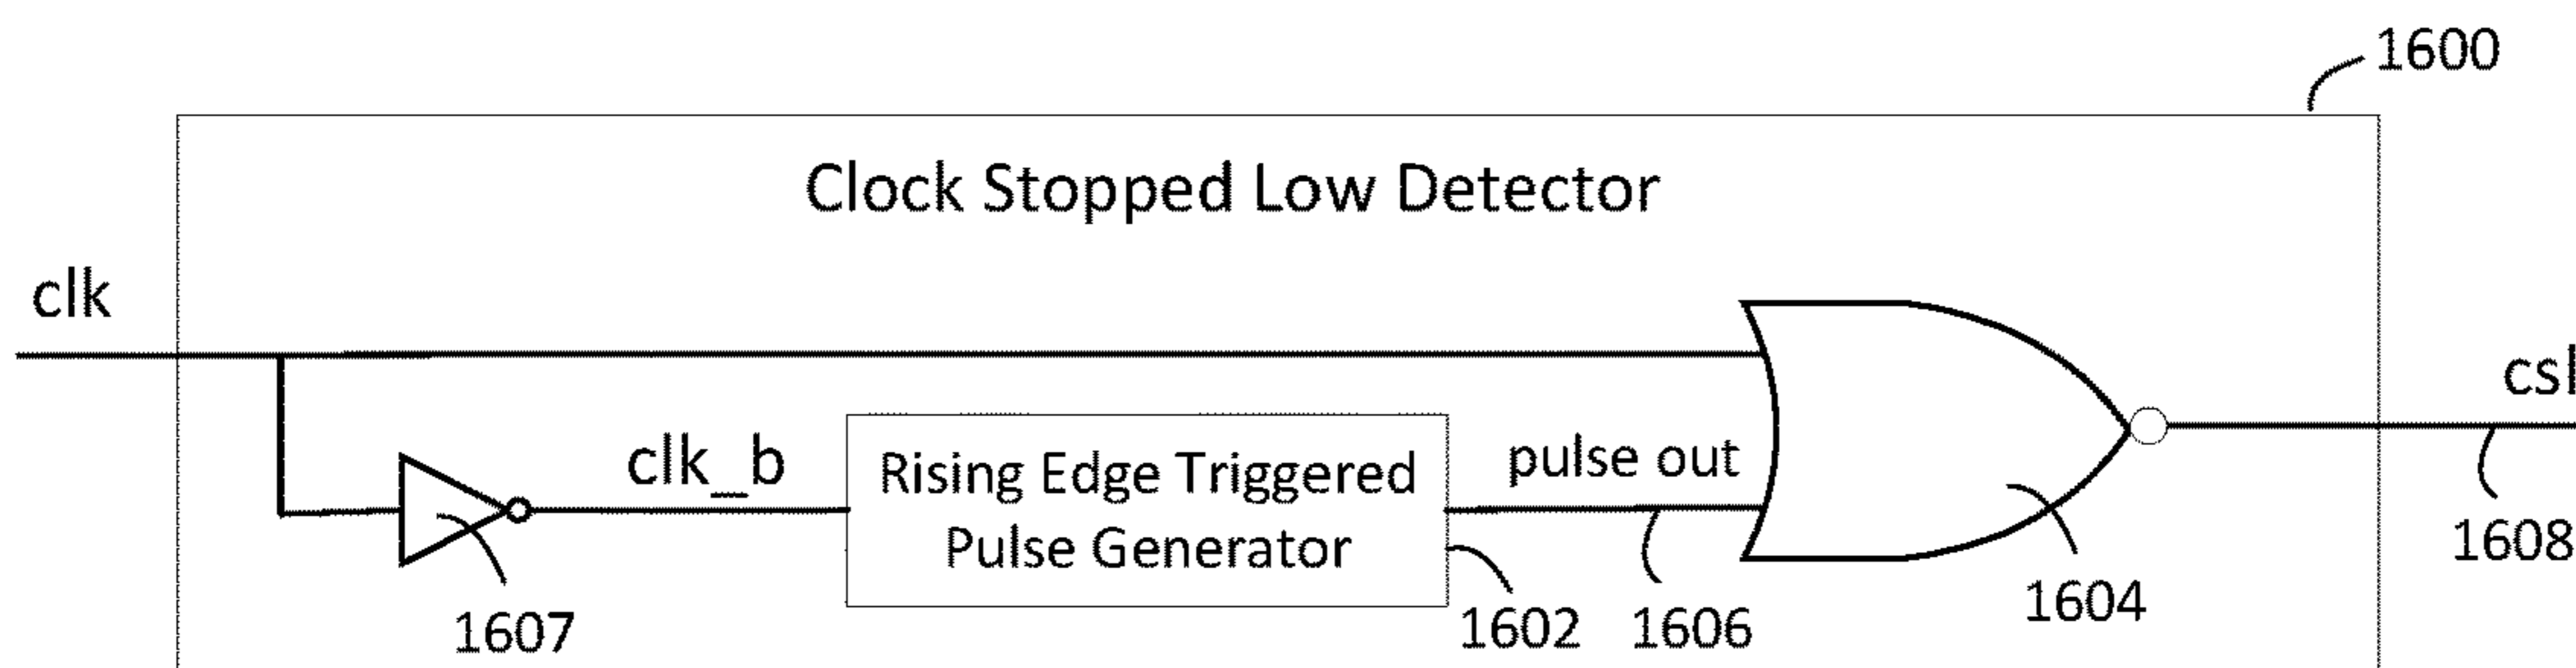 1600
Clock Stopped Low Detector
clk
csl
clk_b
Rising Edge Triggered
Pulse Generator
pulse out
1607
1602
1606
1604
1608